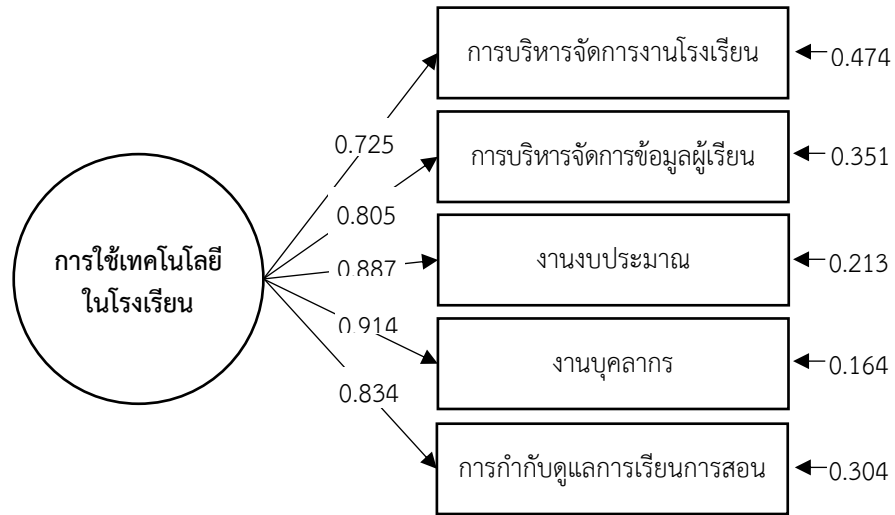 การใช้เทคโนโลยี
ในโรงเรียน
0.725
0.805
0.887
0.914
0.834
การบริหารจัดการงานโรงเรียน
0.474
การบริหารจัดการข้อมูลผู้เรียน
0.351
งานงบประมาณ
0.213
งานบุคลากร
0.164
การกำกับดูแลการเรียนการสอน
0.304